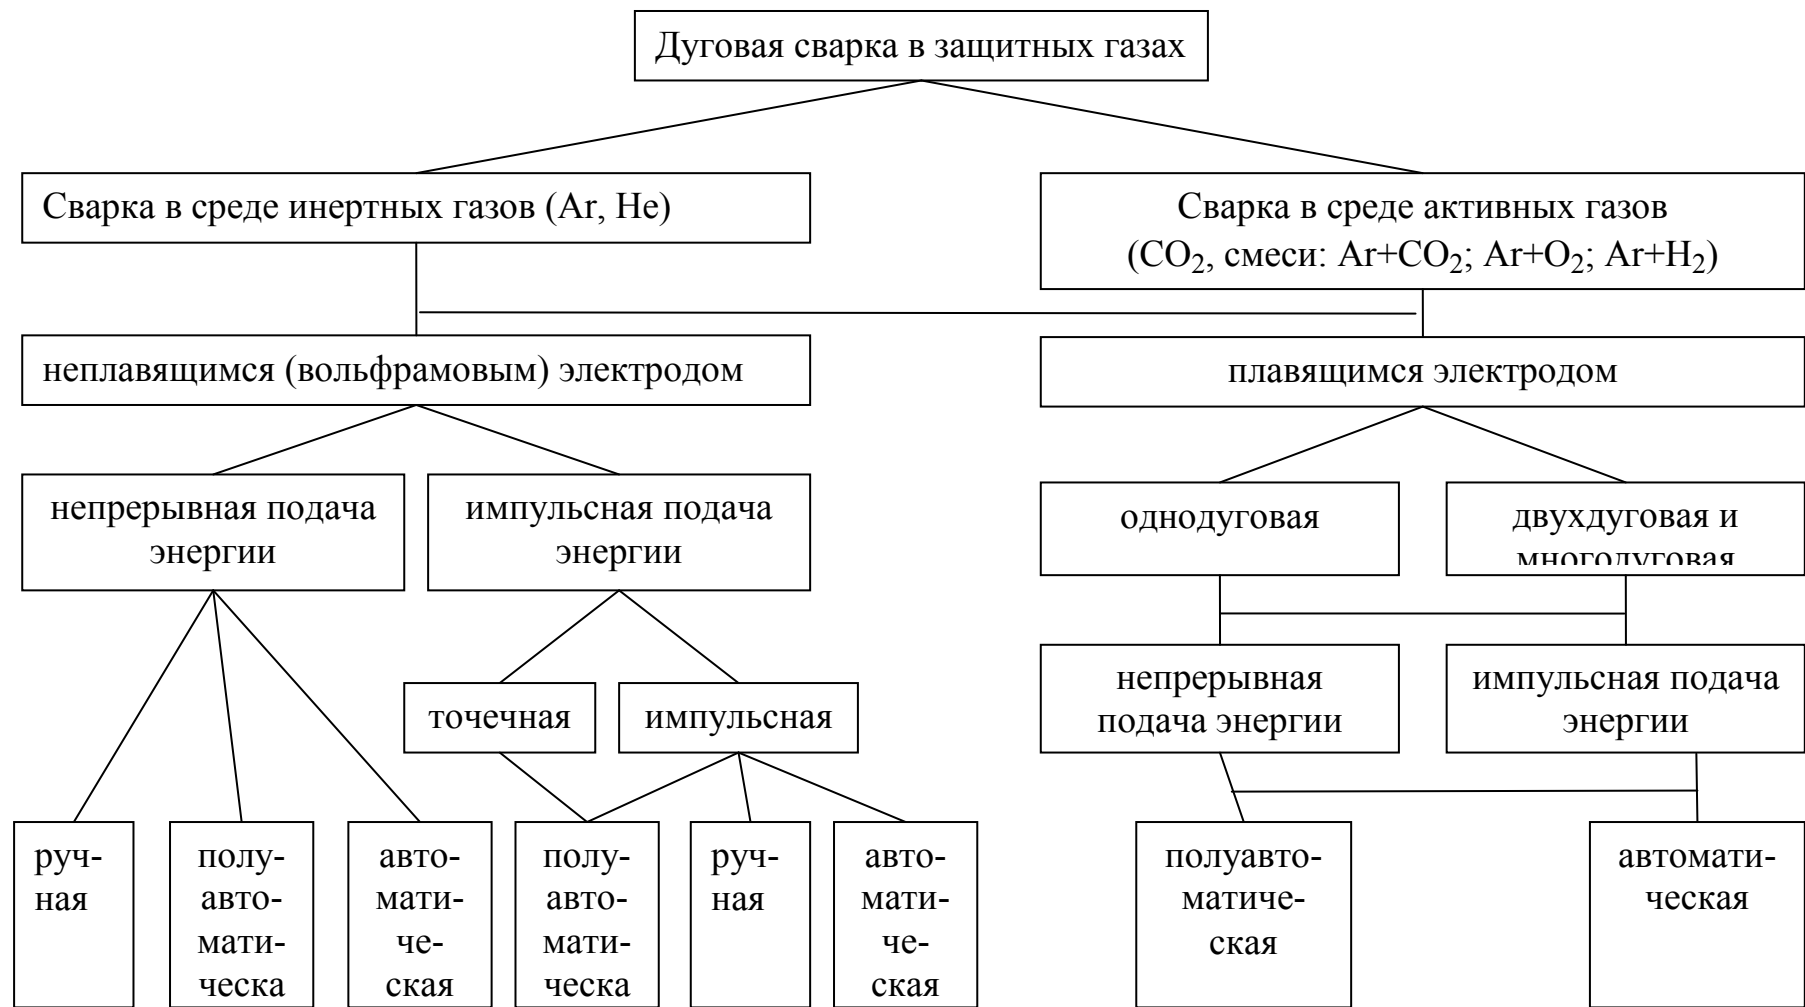 Дуговая сварка в защитных газах
Сварка в среде инертных газов (Ar, He)
Сварка в среде активных газов
(CO₂, смеси: Ar+CO₂; Ar+O₂; Ar+H₂)
неплавящимся (вольфрамовым) электродом
плавящимся электродом
непрерывная подача
энергии
импульсная подача
энергии
однодуговая
двухдуговая и
многодуговая
точечная
импульсная
непрерывная
подача энергии
импульсная подача
энергии
руч-
ная
полу-
авто-
мати-
ческа
авто-
мати-
че-
ская
полу-
авто-
мати-
ческа
руч-
ная
авто-
мати-
че-
ская
полуавто-
матиче-
ская
автомати-
ческая